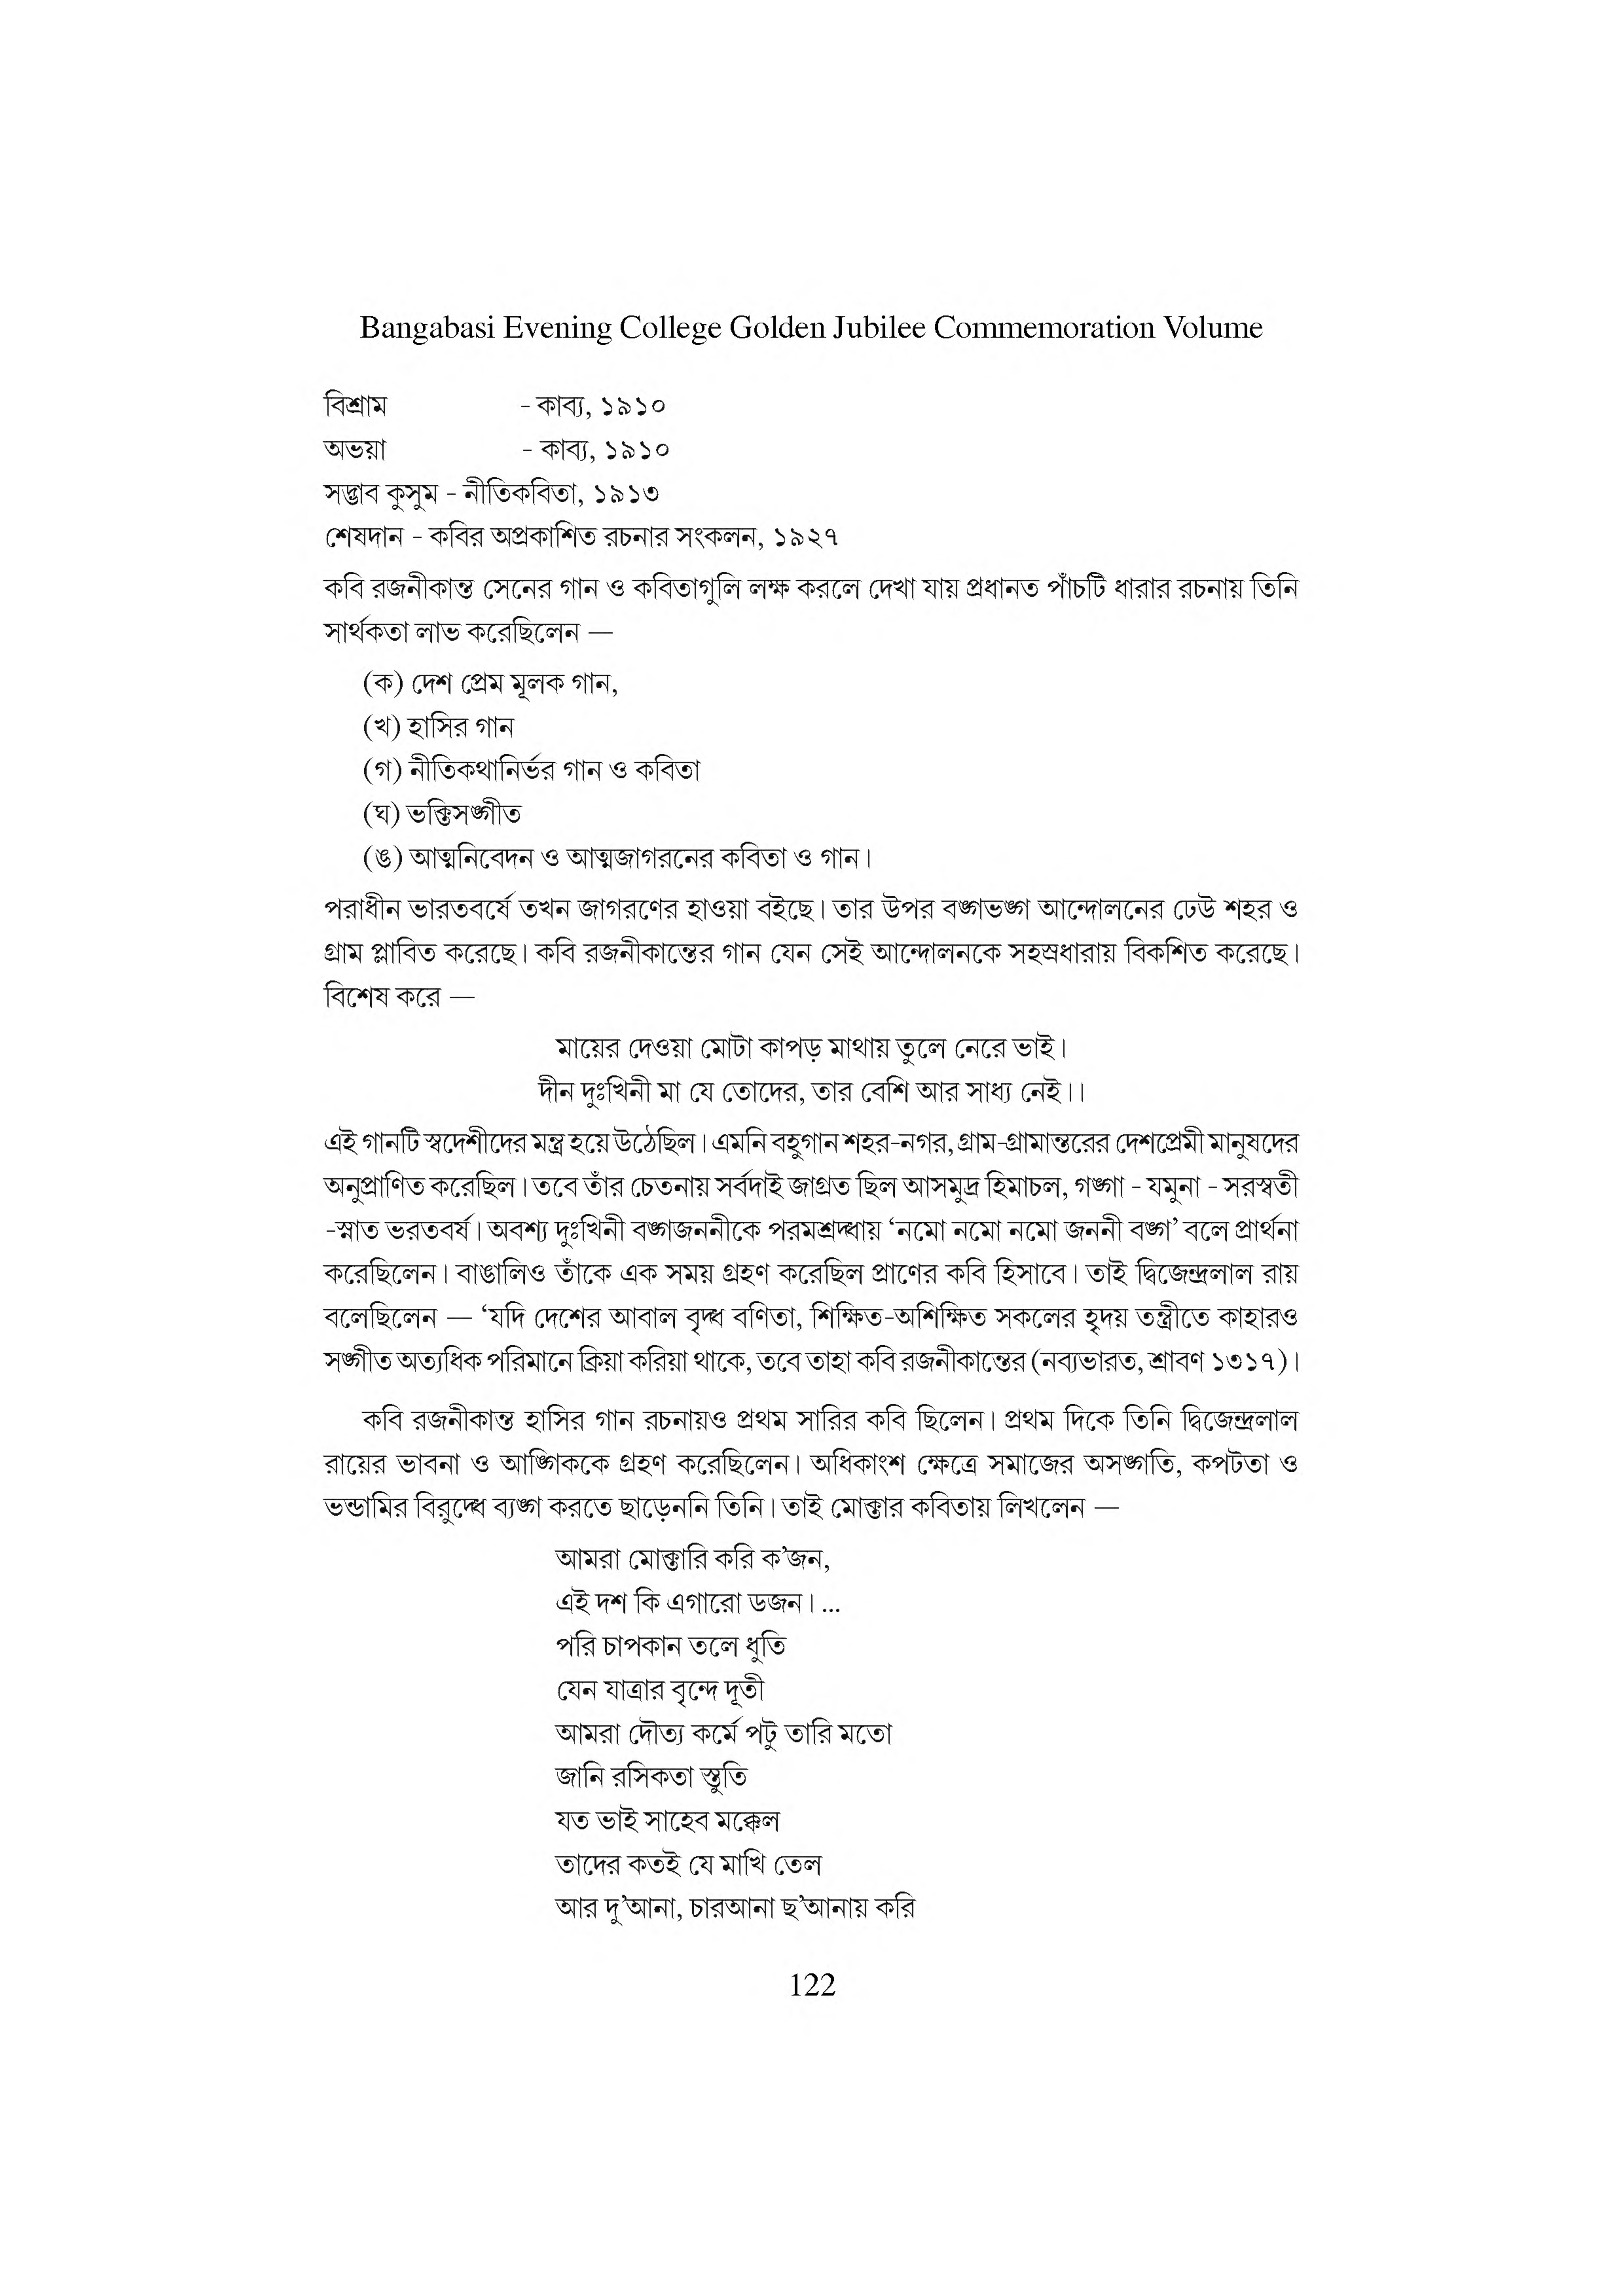 Bangabasi Evening College Golden Jubilee Commemoration Volume
বিশ্রাম - কাব্য, ১৯১০
অভয়া - কাব্য, ১৯১০
সদ্ভাব কুসুম - নীতিকবিতা, ১৯১৩
শেষদান - কবির অপ্রকাশিত রচনার সংকলন, ১৯২৭
কবি রজনীকান্ত সেনের গান ও কবিতাগুলি লক্ষ করলে দেখা যায় প্রধানত পাঁচটি ধারার রচনায় তিনি
সার্থকতা লাভ করেছিলেন —
(ক) দেশ প্রেম মূলক গান,
(খ) হাসির গান
(গ) নীতিকথানির্ভর গান ও কবিতা
(ঘ) ভক্তিসঙ্গীত
(ঙ) আত্মনিবেদন ও আত্মজাগরনের কবিতা ও গান।
পরাধীন ভারতবর্ষে তখন জাগরণের হাওয়া বইছে। তার উপর বঙ্গভঙ্গ আন্দোলনের ঢেউ শহর ও
গ্রাম প্লাবিত করেছে। কবি রজনীকান্তের গান যেন সেই আন্দোলনকে সহস্রধারায় বিকশিত করেছে।
বিশেষ করে —
মায়ের দেওয়া মোটা কাপড় মাথায় তুলে নেরে ভাই।
দীন দুঃখিনী মা যে তোদের, তার বেশি আর সাধ্য নেই।।
এই গানটি স্বদেশীদের মন্ত্র হয়ে উঠেছিল। এমনি বহুগান শহর-নগর, গ্রাম-গ্রামান্তরের দেশপ্রেমী মানুষদের
অনুপ্রাণিত করেছিল। তবে তাঁর চেতনায় সর্বদাই জাগ্রত ছিল আসমুদ্র হিমাচল, গঙ্গা - যমুনা - সরস্বতী
-স্নাত ভরতবর্ষ। অবশ্য দুঃখিনী বঙ্গজননীকে পরমশ্রদ্ধায় ‘নমো নমো নমো জননী বঙ্গ’ বলে প্রার্থনা
করেছিলেন। বাঙালিও তাঁকে এক সময় গ্রহণ করেছিল প্রাণের কবি হিসাবে। তাই দ্বিজেন্দ্রলাল রায়
বলেছিলেন — ‘যদি দেশের আবাল বৃদ্ধ বণিতা, শিক্ষিত-অশিক্ষিত সকলের হৃদয় তন্ত্রীতে কাহারও
সঙ্গীত অত্যধিক পরিমানে ক্রিয়া করিয়া থাকে, তবে তাহা কবি রজনীকান্তের (নব্যভারত, শ্রাবণ ১৩১৭)।
কবি রজনীকান্ত হাসির গান রচনায়ও প্রথম সারির কবি ছিলেন। প্রথম দিকে তিনি দ্বিজেন্দ্রলাল
রায়ের ভাবনা ও আঙ্গিককে গ্রহণ করেছিলেন। অধিকাংশ ক্ষেত্রে সমাজের অসঙ্গতি, কপটতা ও
ভন্ডামির বিরুদ্ধে ব্যঙ্গ করতে ছাড়েননি তিনি। তাই মোক্তার কবিতায় লিখলেন —
আমরা মোক্তারি করি ক’জন,
এই দশ কি এগারো ডজন। ...
পরি চাপকান তলে ধুতি
যেন যাত্রার বৃন্দে দূতী
আমরা দৌত্য কর্মে পটু তারি মতো
জানি রসিকতা স্তুতি
যত ভাই সাহেব মক্কেল
তাদের কতই যে মাখি তেল
আর দু’আনা, চারআনা ছ’আনায় করি
122